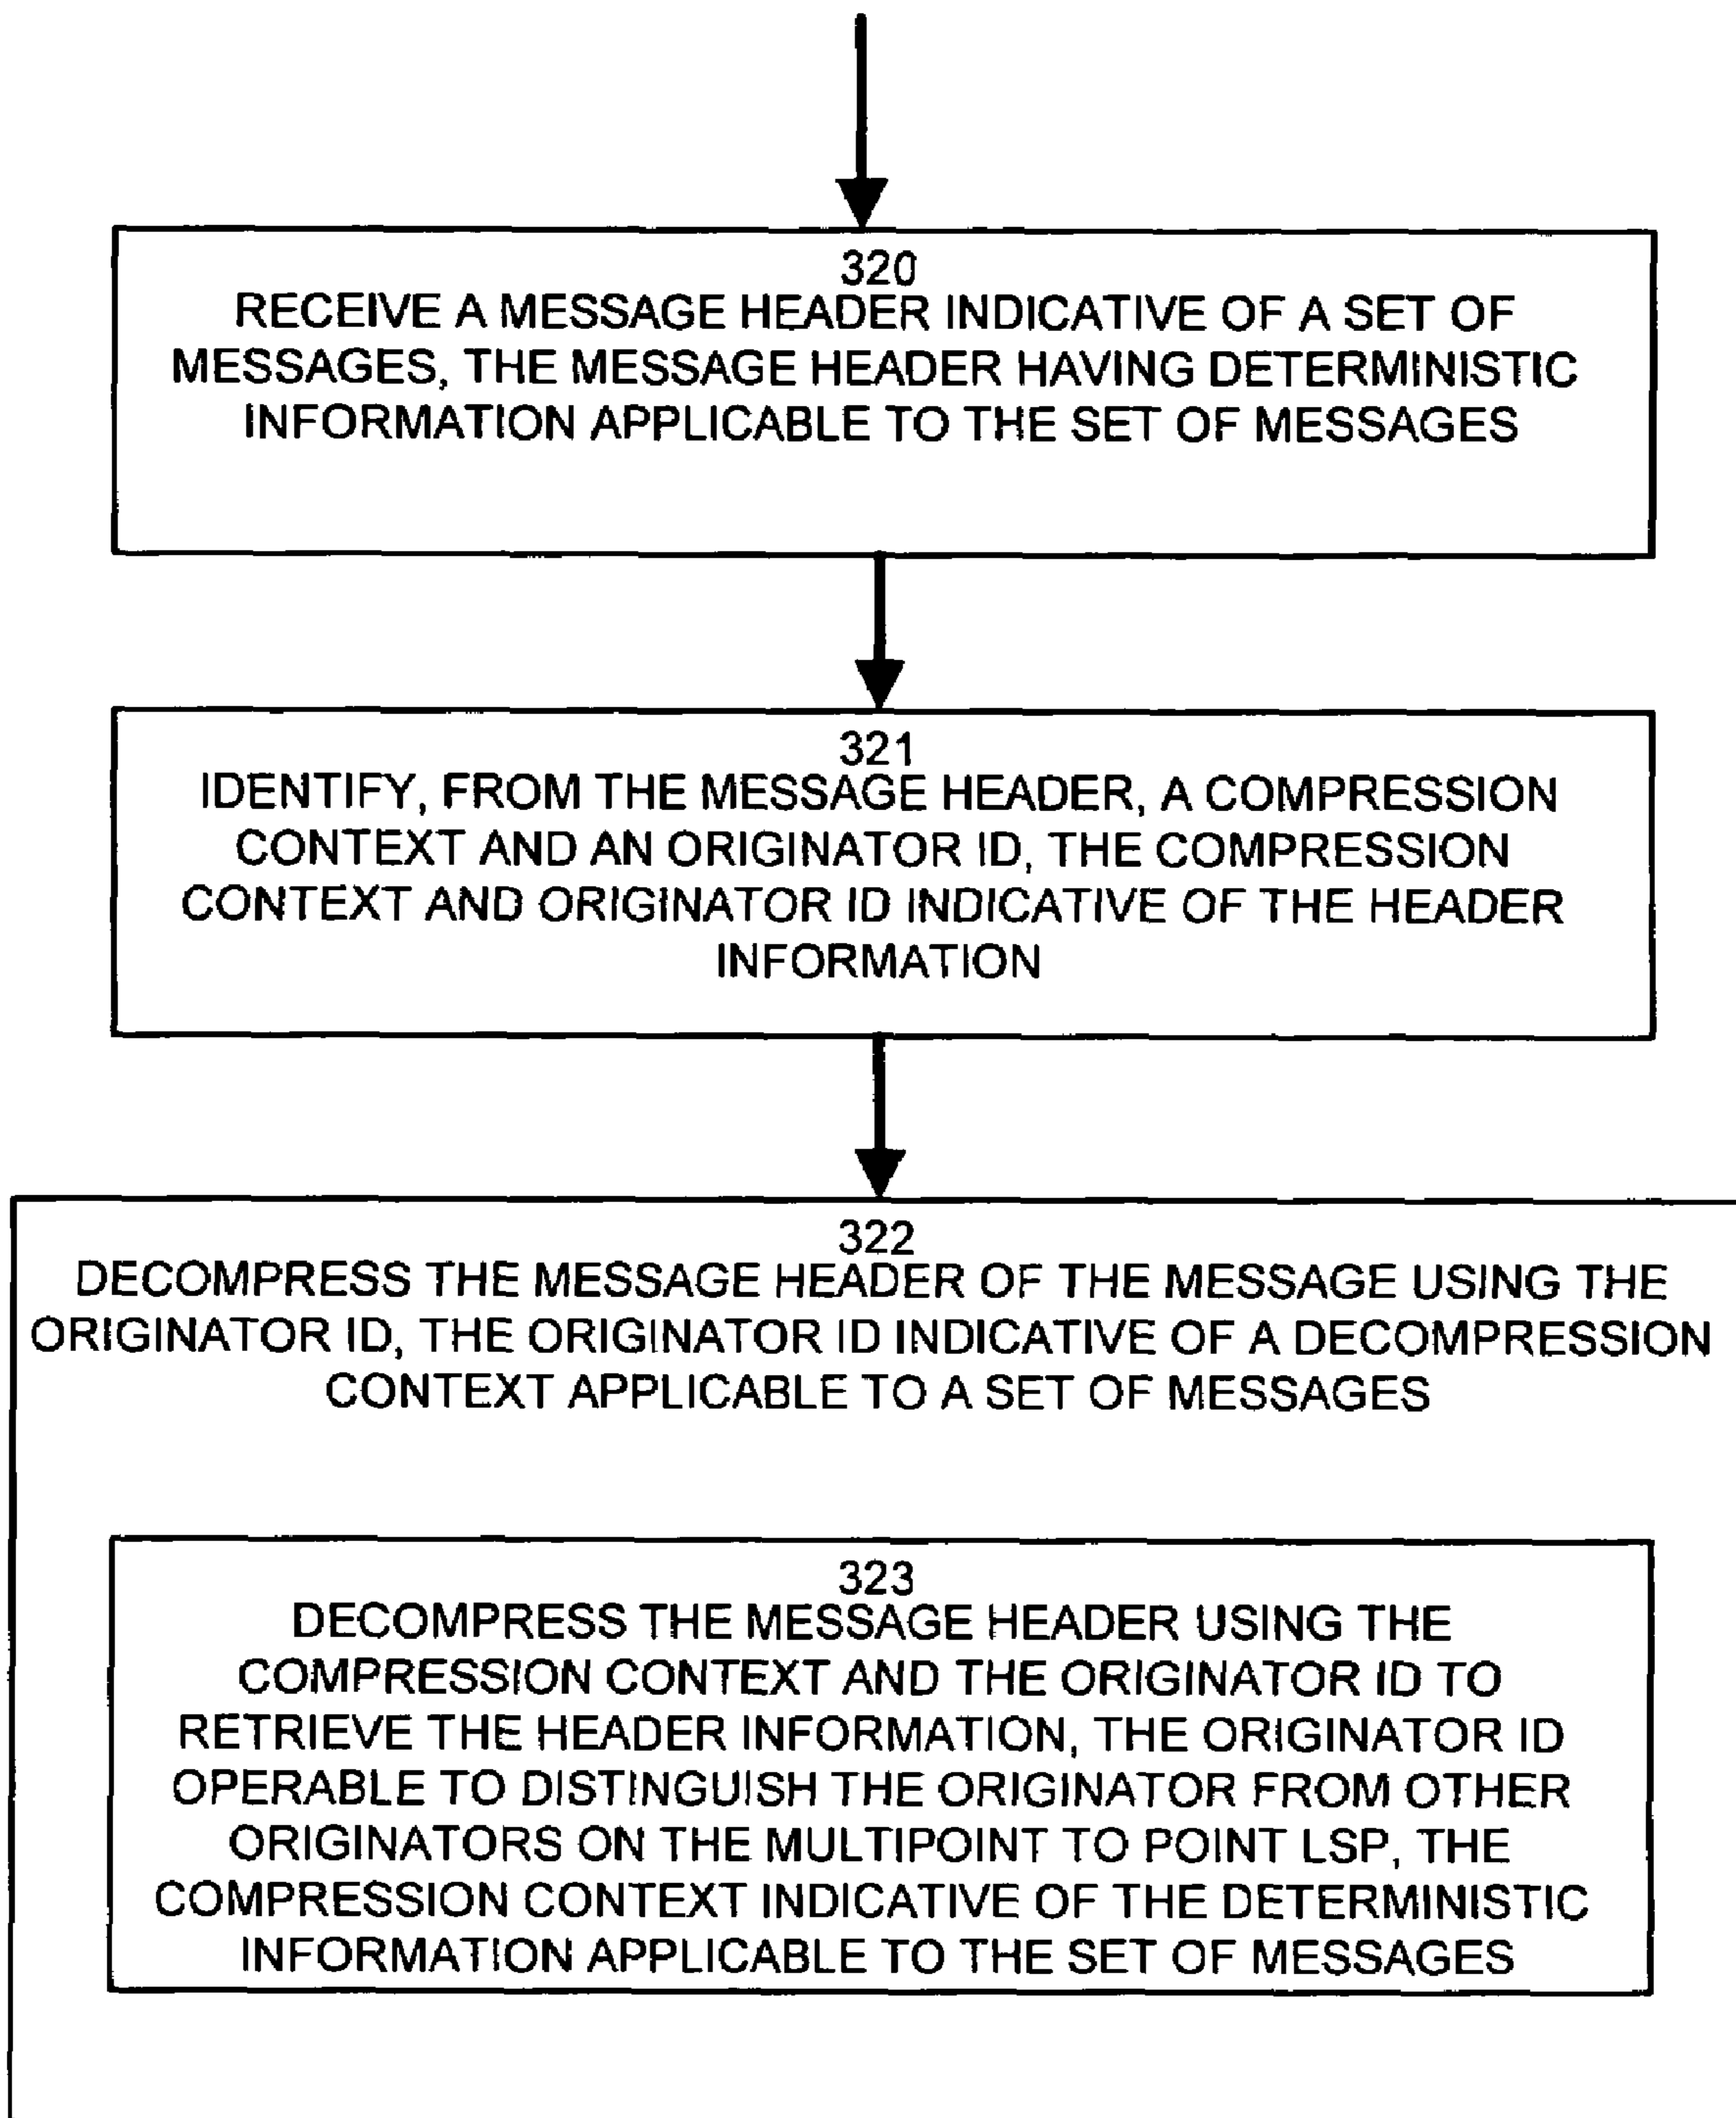 320
RECEIVE A MESSAGE HEADER INDICATIVE OF A SET OF
MESSAGES, THE MESSAGE HEADER HAVING DETERMINISTIC
INFORMATION APPLICABLE TO THE SET OF MESSAGES
321
IDENTIFY, FROM THE MESSAGE HEADER, A COMPRESSION
CONTEXT AND AN ORIGINATOR ID, THE COMPRESSION
CONTEXT AND ORIGINATOR ID INDICATIVE OF THE HEADER
INFORMATION
322
DECOMPRESS THE MESSAGE HEADER OF THE MESSAGE USING THE
ORIGINATOR ID, THE ORIGINATOR ID INDICATIVE OF A DECOMPRESSION
CONTEXT APPLICABLE TO A SET OF MESSAGES
323
DECOMPRESS THE MESSAGE HEADER USING THE
COMPRESSION CONTEXT AND THE ORIGINATOR ID TO
RETRIEVE THE HEADER INFORMATION, THE ORIGINATOR ID
OPERABLE TO DISTINGUISH THE ORIGINATOR FROM OTHER
ORIGINATORS ON THE MULTIPOINT TO POINT LSP, THE
COMPRESSION CONTEXT INDICATIVE OF THE DETERMINISTIC
INFORMATION APPLICABLE TO THE SET OF MESSAGES